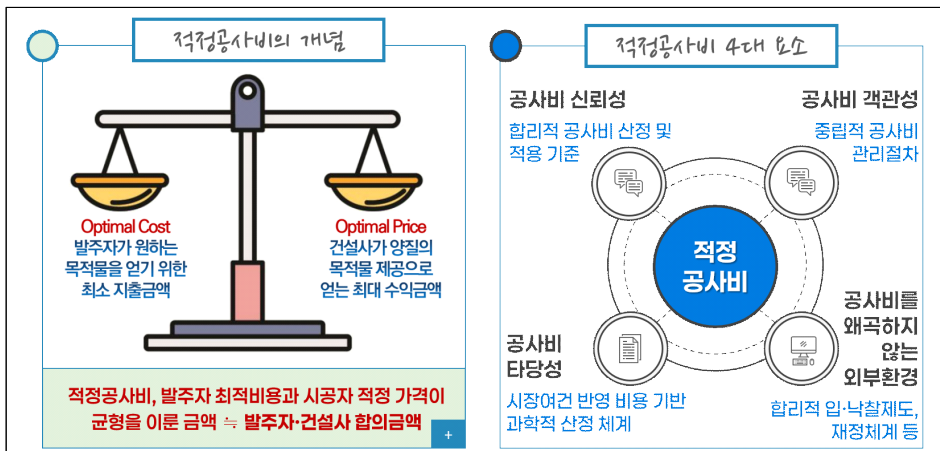 적정공사비의 개념
Optimal Cost
발주자가 원하는
목적물을 얻기 위한
최소 지출금액
Optimal Price
건설사가 양질의
목적물 제공으로
얻는 최대 수익금액
적정공사비, 발주자 최적비용과 시공자 적정 가격이
균형을 이룬 금액 ≒ 발주자·건설사 합의금액
+
적정공사비 4대 요소
공사비 신뢰성
합리적 공사비 산정 및
적용 기준
공사비 객관성
중립적 공사비
관리절차
적정
공사비
공사비
타당성
시장여건 반영 비용 기반
과학적 산정 체계
공사비를
왜곡하지
않는
외부환경
합리적 입·낙찰제도,
재정체계 등